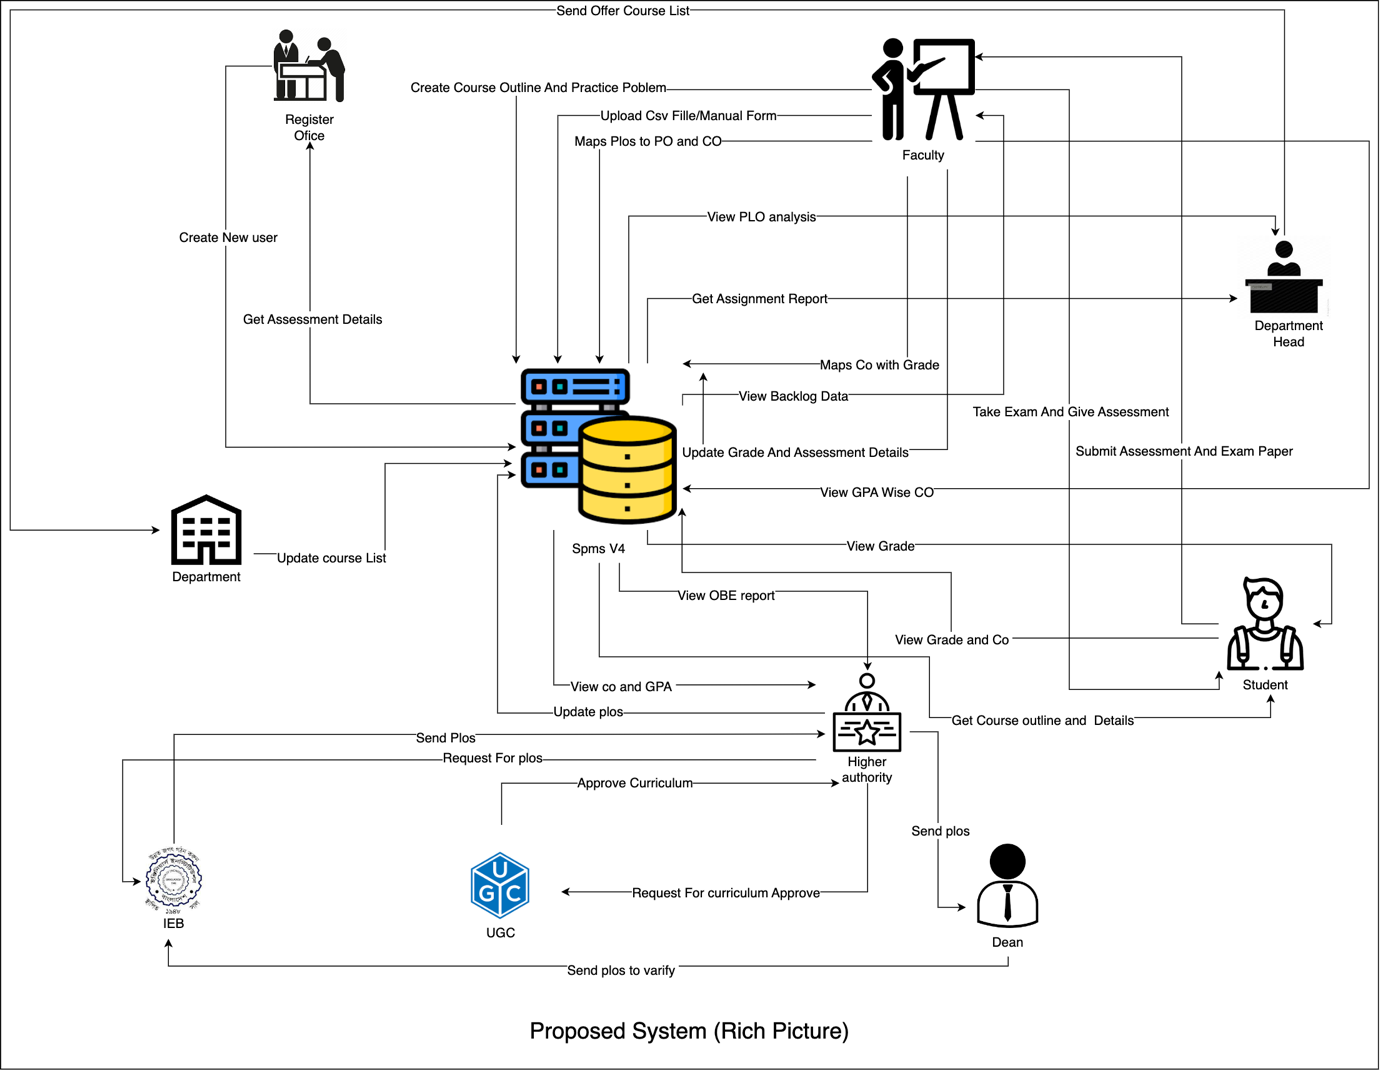 Send Offer Course List
Create Course Outline And Practice Poblem
Upload Csv Fille/Manual Form
Maps Plos to PO and CO
Register
Ofice
Faculty
View PLO analysis
Create New user
Get Assignment Report
Get Assessment Details
Department
Head
Maps Co with Grade
View Backlog Data
Take Exam And Give Assessment
Update Grade And Assessment Details
Submit Assessment And Exam Paper
View GPA Wise CO
Spms V4
View Grade
Update course List
Department
View OBE report
View Grade and Co
View co and GPA
Student
Update plos
Get Course outline and Details
Send Plos
Request For plos
Higher
authority
Approve Curriculum
Send plos
U
G C
Request For curriculum Approve
১৯৪৮
IEB
UGC
Dean
Send plos to varify
Proposed System (Rich Picture)